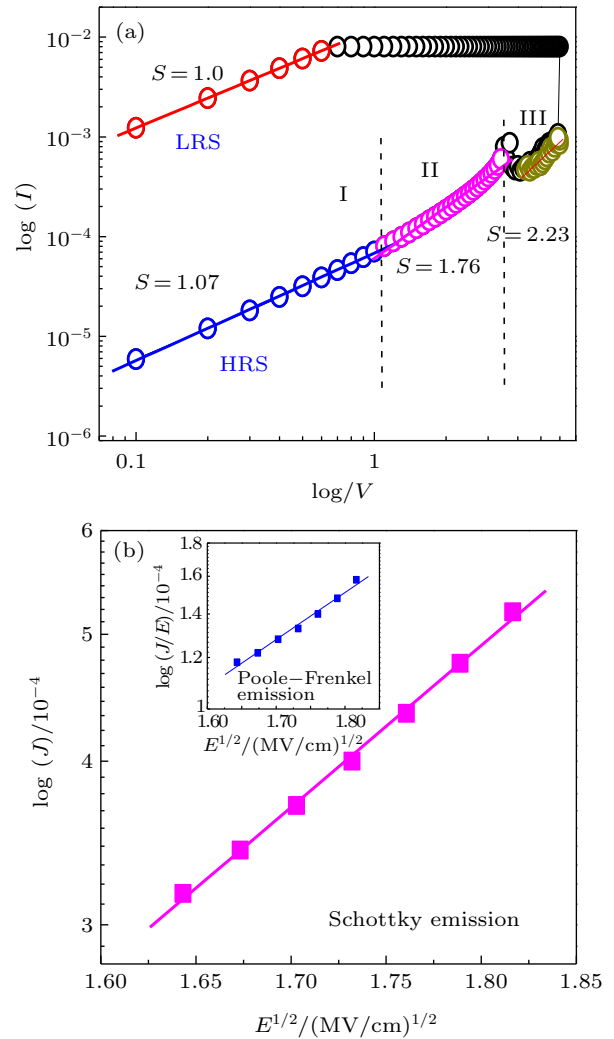 (a)
10⁻²
10⁻³
10⁻⁴
10⁻⁵
10⁻⁶
log (I)
S = 1.0
LRS
I
II
III
S = 1.07
S = 1.76
S = 2.23
HRS
0.1
1
log/V
(b)
6
5
4
3
log (J)/10⁻⁴
1.8
1.6
1.4
1.2
1
log (J/E)/10⁻⁴
Poole−Frenkel
emission
1.60
1.70
1.80
E^{1/2}/(MV/cm)^{1/2}
Schottky emission
1.60
1.65
1.70
1.75
1.80
1.85
E^{1/2}/(MV/cm)^{1/2}